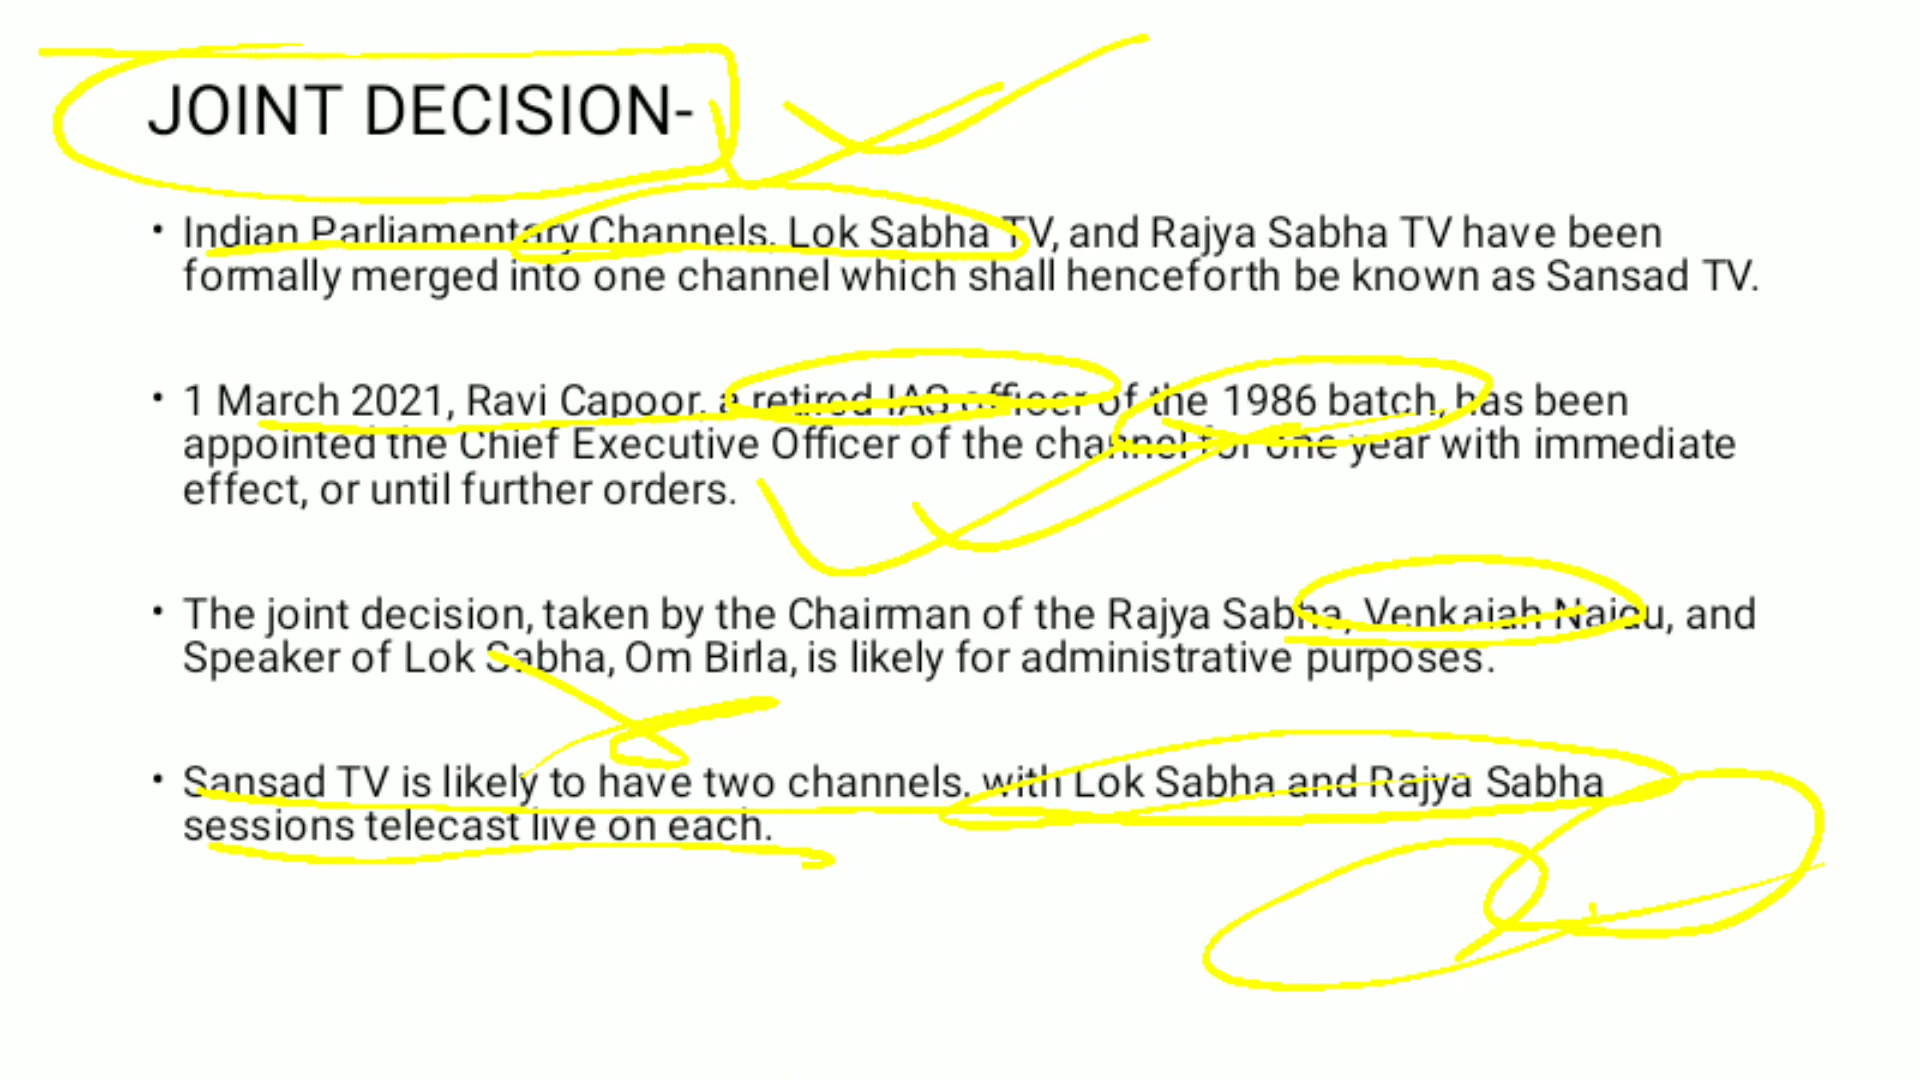 JOINT DECISION-
• Indian Parliamentary Channels, Lok Sabha TV, and Rajya Sabha TV have been
formally merged into one channel which shall henceforth be known as Sansad TV.
• 1 March 2021, Ravi Capoor, a retired IAS officer of the 1986 batch, has been
appointed the Chief Executive Officer of the channel for one year with immediate
effect, or until further orders.
• The joint decision, taken by the Chairman of the Rajya Sabha, Venkaiah Naidu, and
Speaker of Lok Sabha, Om Birla, is likely for administrative purposes.
• Sansad TV is likely to have two channels, with Lok Sabha and Rajya Sabha
sessions telecast live on each.